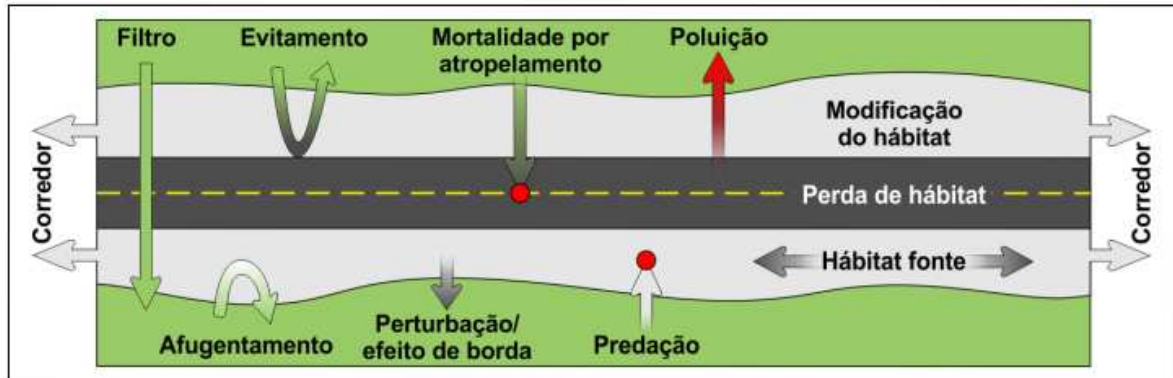 Filtro
Evitamento
Mortalidade por
atropelamento
Poluição
Modificação
do hábitat
Corredor
Perda de hábitat
Corredor
Hábitat fonte
Afugentamento
Perturbação/
efeito de borda
Predação